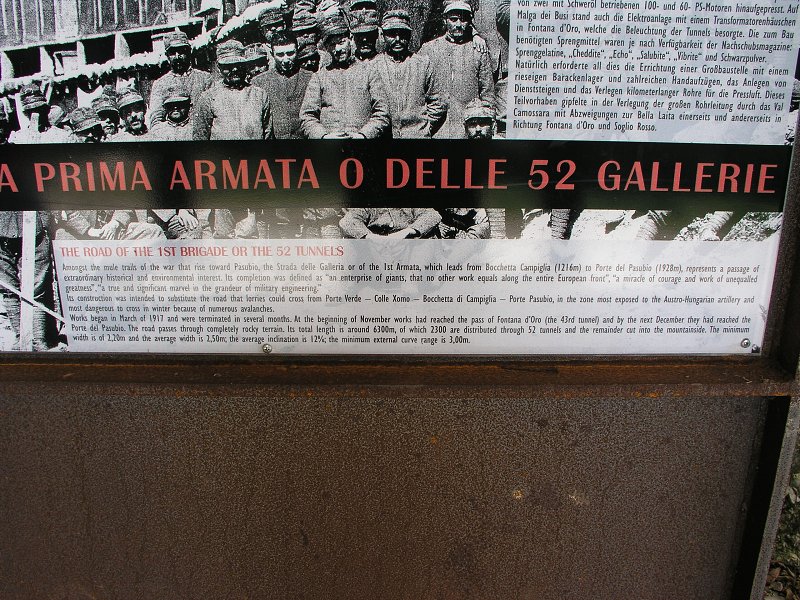 von zwei mit Schweröl betriebenen 100- und 60- PS-Motoren hinaufgepresst. Auf
Malga dei Busi stand auch die Elektroanlage mit einem Transformatorenhäuschen
in Fontana d'Oro, welche die Beleuchtung der Tunnels besorgte. Die zum Bau
benötigten Sprengmittel waren je nach Verfügbarkeit der Nachschubsmagazine:
Sprenggelatine, „Cheddite", „Echo", „Salubite", „Vibrite" und Schwarzpulver.
Natürlich erforderte all dies die Errichtung einer Großbaustelle mit einem
riesigen Barackenlager und zahlreichen Handaufzügen, das Anlegen von
Dienststeigen und das Verlegen kilometerlanger Rohre für die Pressluft. Dieses
Teilvorhaben gipfelte in der Verlegung der großen Rohrleitung durch das Val
Camossara mit Abzweigungen zur Bella Laita einerseits und andererseits in
Richtung Fontana d'Oro und Soglio Rosso.
A PRIMA ARMATA O DELLE 52 GALLERIE
THE ROAD OF THE 1ST BRIGADE OR THE 52 TUNNELS
Amongst the mule trails of the war that rise toward Pasubio, the Strada delle Galleria or of the 1st Armata, which leads from Bocchetta Campiglia (1216m) to Porte del Pasubio (1928m), represents a passage of
extraordinary historical and environmental interest. Its completion was defined as "an enterprise of giants, that no other work equals along the entire European front", "a miracle of courage and work of unequalled
greatness", "a true and significant marvel in the grandeur of military engineering."
Its construction was intended to substitute the road that lorries could cross from Porte Verde – Colle Xomo – Bocchetta di Campiglia – Porte Pasubio, in the zone most exposed to the Austro-Hungarian artillery and
most dangerous to cross in winter because of numerous avalanches.
Works began in March of 1917 and were terminated in several months. At the beginning of November works had reached the pass of Fontana d'Oro (the 43rd tunnel) and by the next December they had reached the
Porte del Pasubio. The road passes through completely rocky terrain. Its total length is around 6300m, of which 2300 are distributed through 52 tunnels and the remainder cut into the mountainside. The minimum
width is of 2,20m and the average width is 2,50m; the average inclination is 12%; the minimum external curve range is 3,00m.